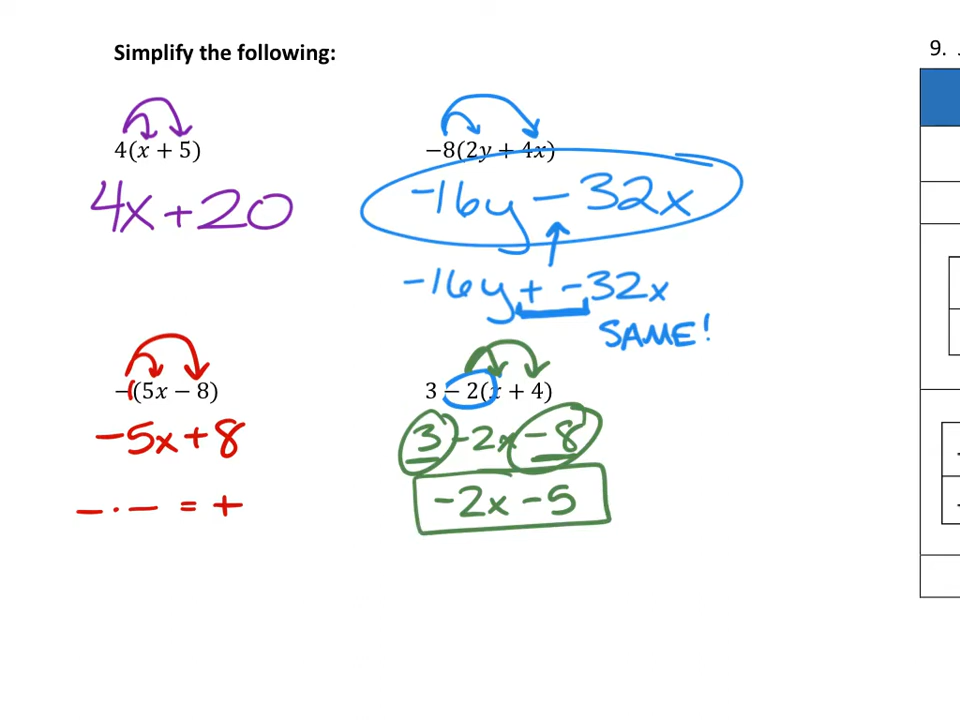 Simplify the following:
9.
4(x + 5)
4x + 20
−8(2y + 4x)
-16y - 32x
-16y + -32x
SAME!
−1(5x − 8)
-5x + 8
- · - = +
3 − 2(x + 4)
3 - 2x - 8
-2x - 5